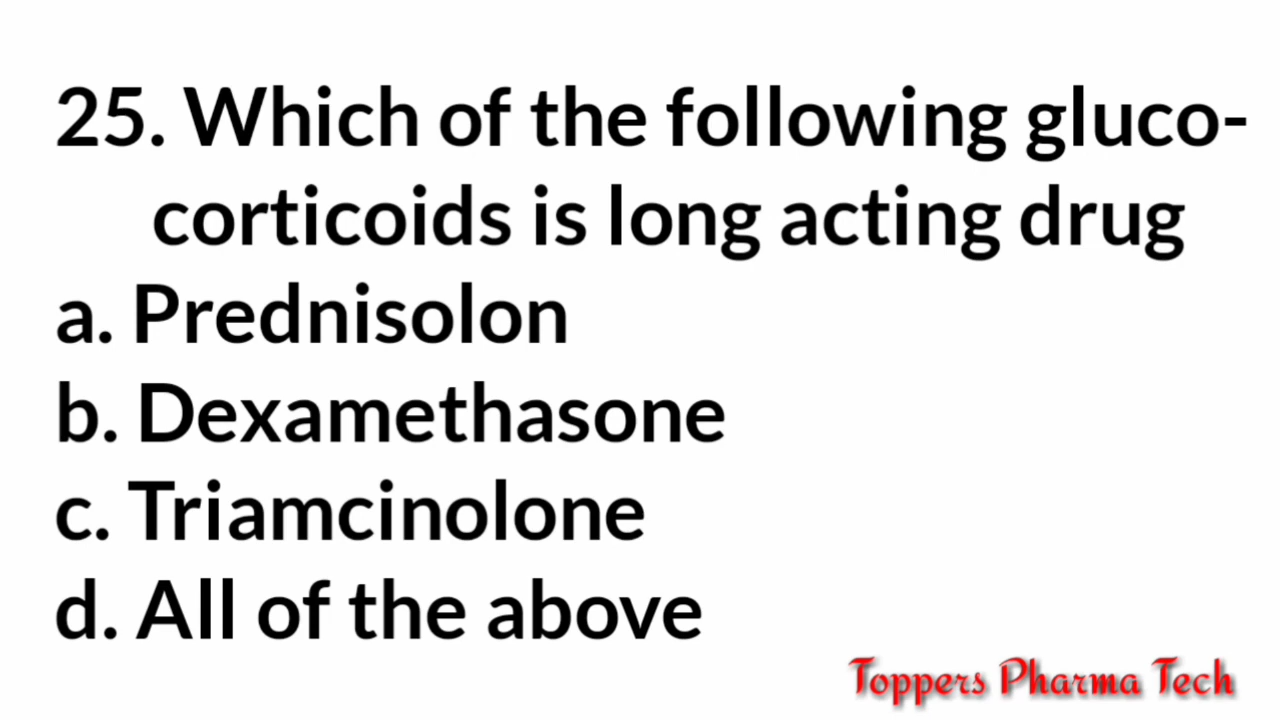 25. Which of the following gluco-
corticoids is long acting drug
a. Prednisolon
b. Dexamethasone
c. Triamcinolone
d. All of the above
Toppers Pharma Tech